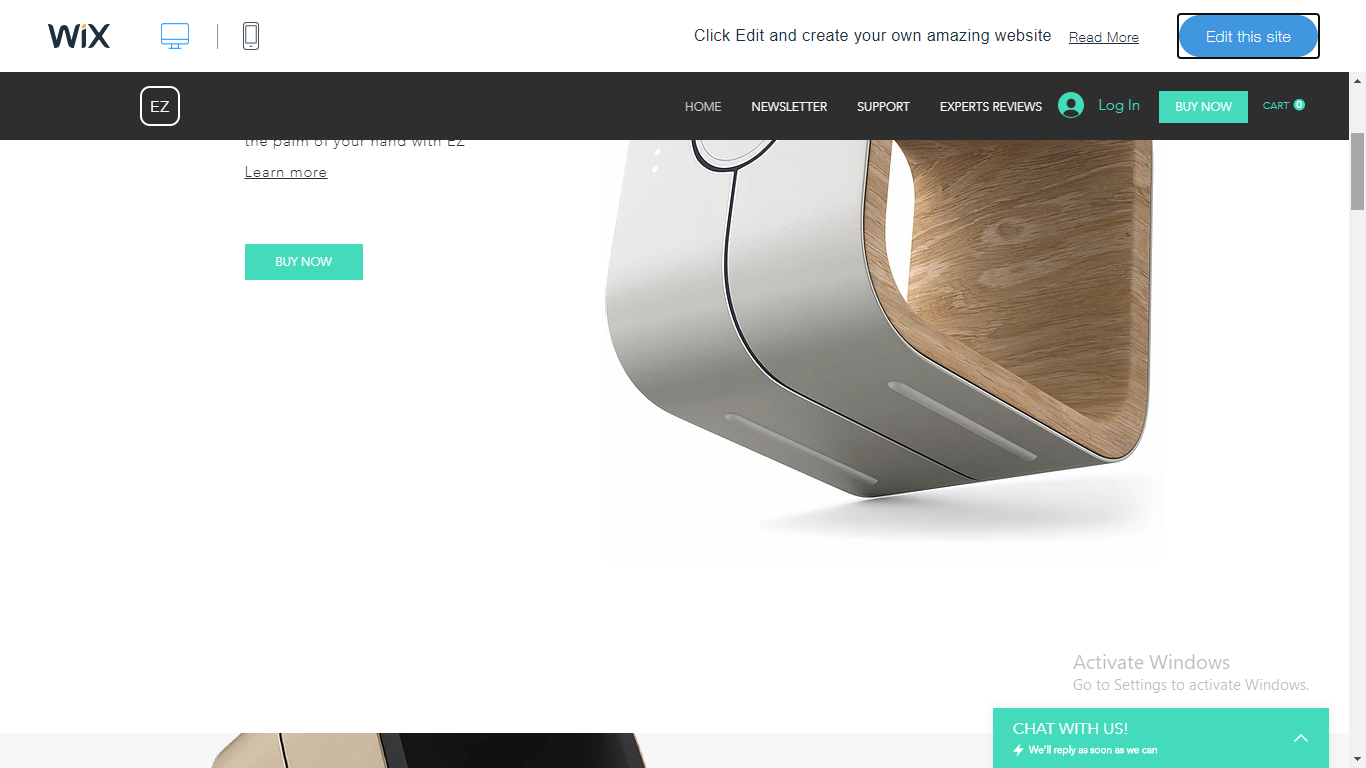 WiX
Click Edit and create your own amazing website Read More Edit this site
EZ HOME NEWSLETTER SUPPORT EXPERTS REVIEWS Log In BUY NOW CART 0
the palm of your hand with EZ
Learn more
BUY NOW
Activate Windows
Go to Settings to activate Windows.
CHAT WITH US!
We'll reply as soon as we can